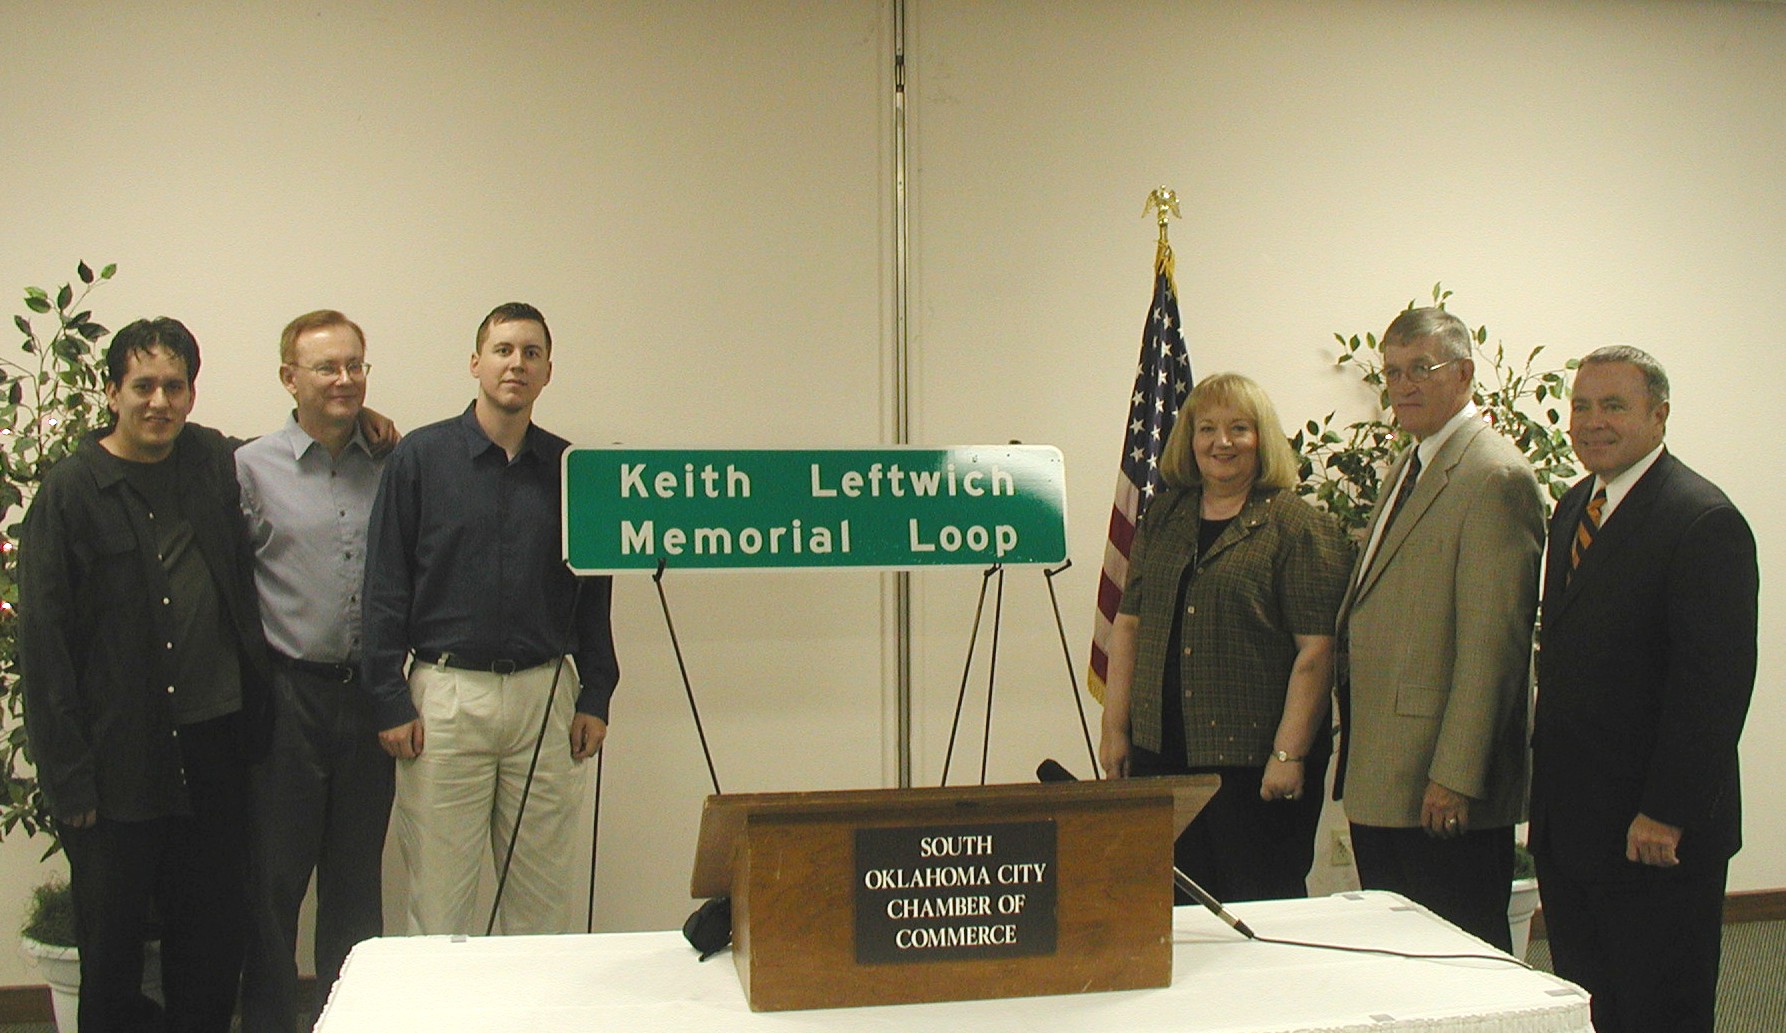 Keith Leftwich
Memorial Loop
SOUTH
OKLAHOMA CITY
CHAMBER OF
COMMERCE